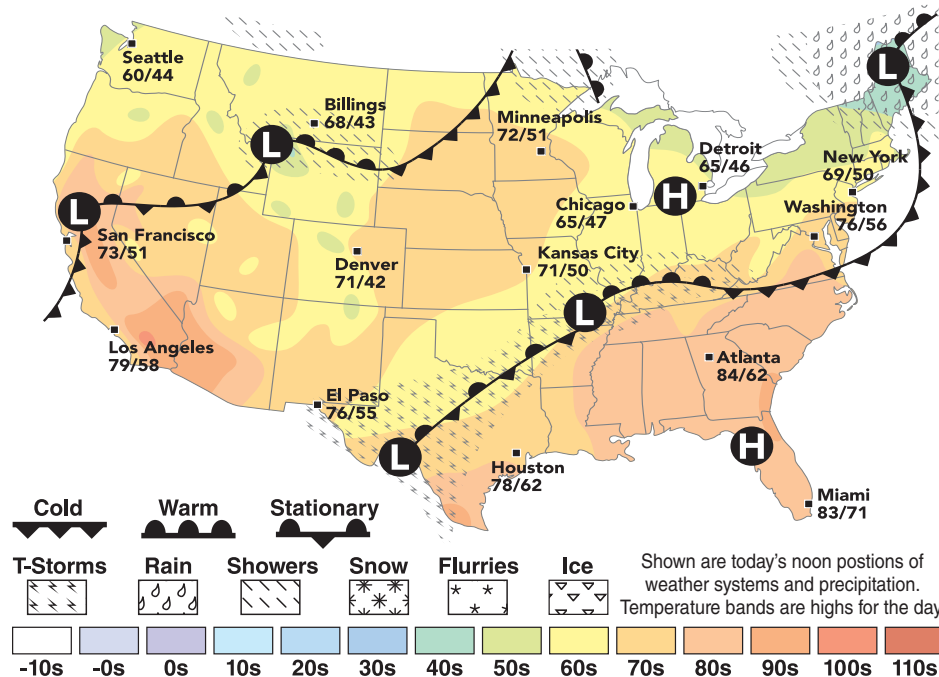 L
Seattle
60/44
Billings
68/43
L
Minneapolis
72/51
Detroit
65/46
New York
69/50
H
Chicago
65/47
Washington
76/56
L
San Francisco
73/51
Kansas City
71/50
Denver
71/42
L
Los Angeles
79/58
Atlanta
84/62
El Paso
76/55
H
L
Houston
78/62
Miami
83/71
Cold
Warm
Stationary
T-Storms
Rain
Showers
Snow
Flurries
Ice
Shown are today's noon postions of
weather systems and precipitation.
Temperature bands are highs for the day
-10s -0s 0s 10s 20s 30s 40s 50s 60s 70s 80s 90s 100s 110s